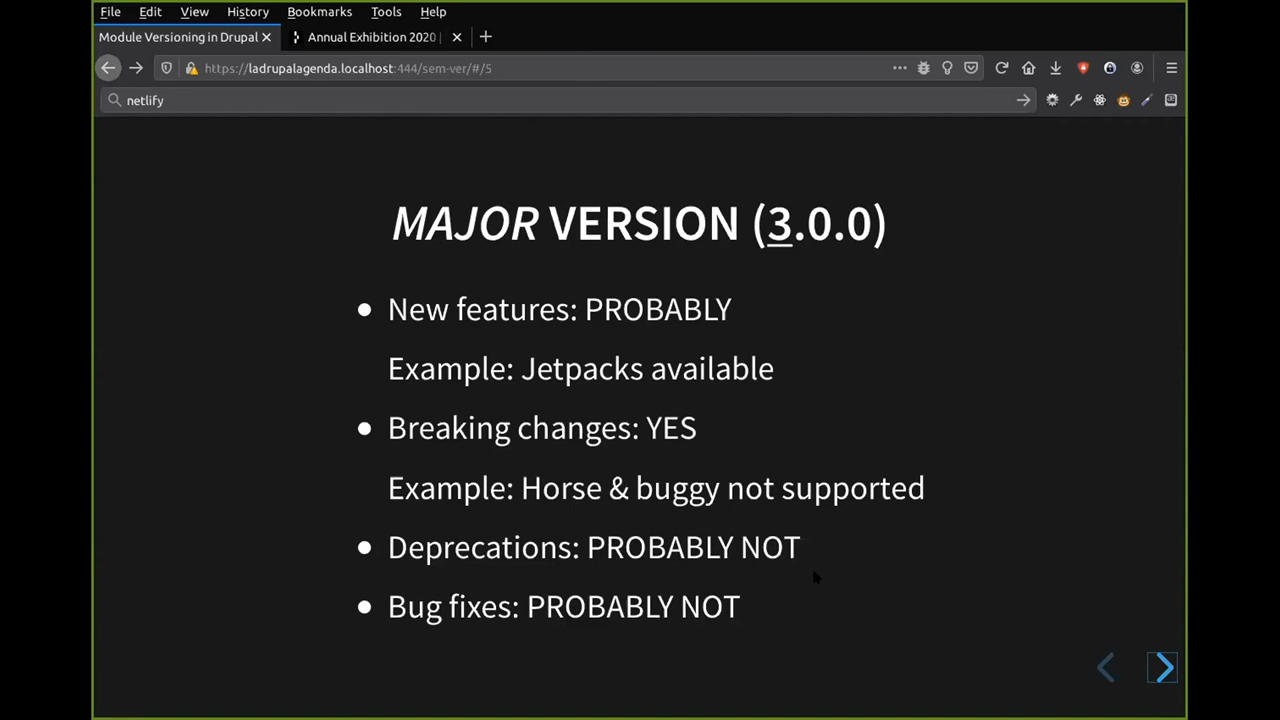 File Edit View History Bookmarks Tools Help
Module Versioning in Drupal Annual Exhibition 2020
https://ladrupalagenda.localhost:444/sem-ver/#/5
netlify
MAJOR VERSION (3.0.0)
New features: PROBABLY
Example: Jetpacks available
Breaking changes: YES
Example: Horse & buggy not supported
Deprecations: PROBABLY NOT
Bug fixes: PROBABLY NOT